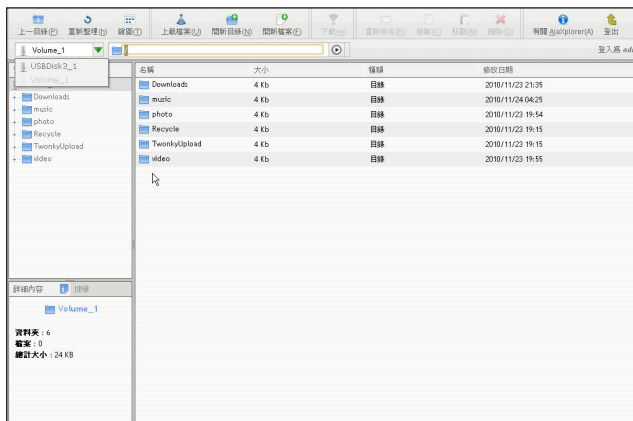 上一目錄(P) 重新整理(h) 縮圖(T) 上載檔案(U) 開新目錄(N) 開新檔案(C) 下載(W) 重新命名(R) 複製(C) 移動(M) 刪除(D) 有關 AjaXplorer(A) 登出
Volume_1 / 登入爲
USBDisk3_1
Volume_1
名稱 大小 種類 修改日期
Downloads
music
photo
Recycle
TwonkyUpload
video
Downloads 4 Kb 目錄 2010/11/23 21:35
music 4 Kb 目錄 2010/11/24 04:25
photo 4 Kb 目錄 2010/11/23 19:54
Recycle 4 Kb 目錄 2010/11/23 19:15
TwonkyUpload 4 Kb 目錄 2010/11/23 19:15
video 4 Kb 目錄 2010/11/23 19:55
詳細內容 搜尋
Volume_1
資料夾 : 6
檔案 : 0
總計大小 : 24 KB